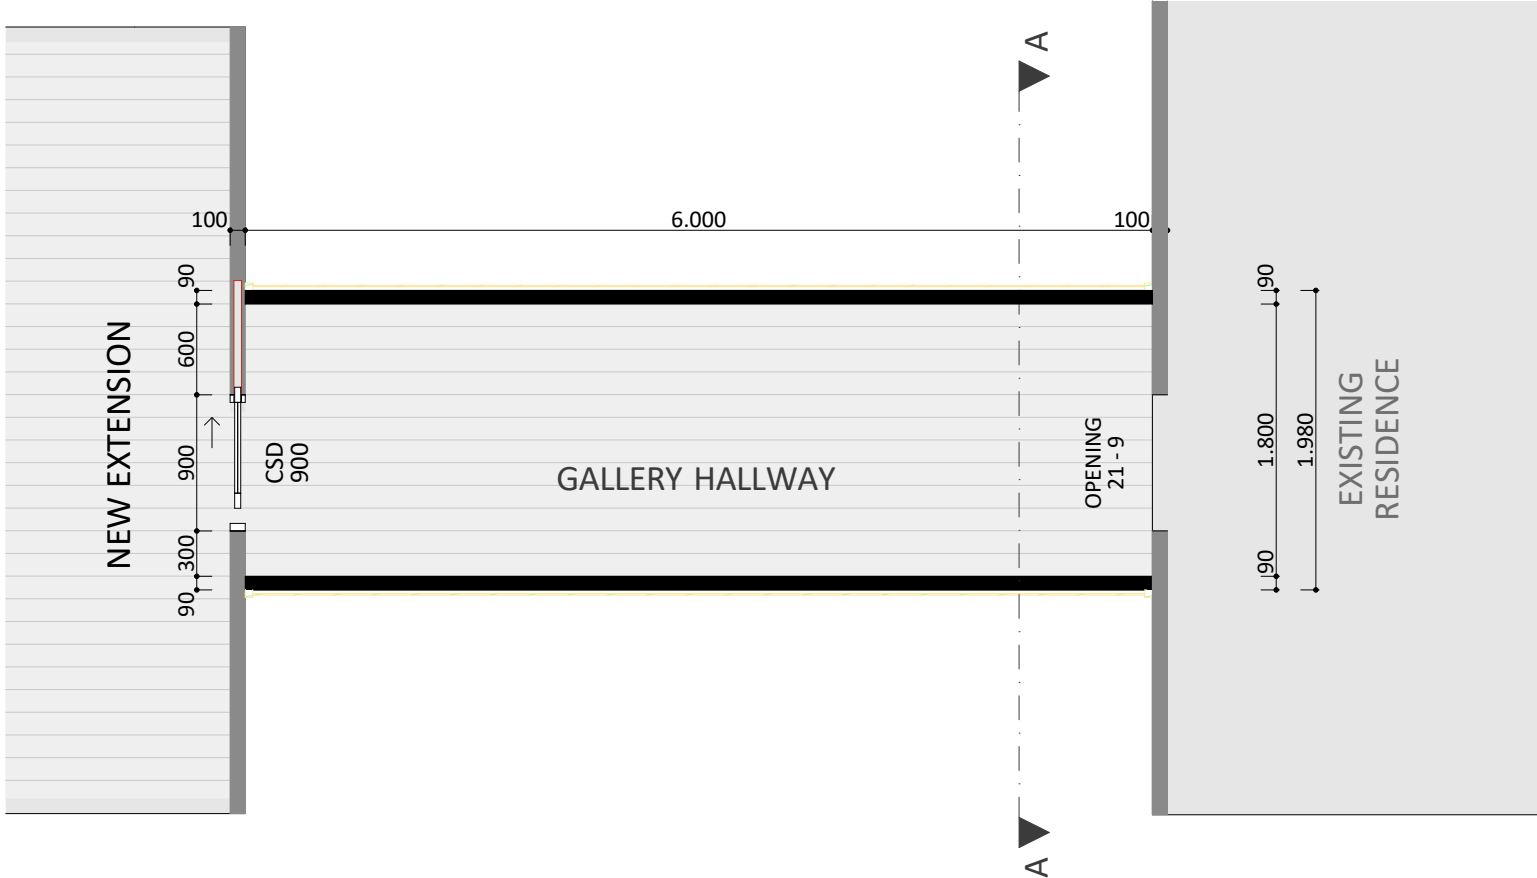 A
100
6.000
100
90
600
900
300
90
NEW EXTENSION
CSD
900
GALLERY HALLWAY
OPENING
21 - 9
90
1.800
90
1.980
EXISTING
RESIDENCE
A